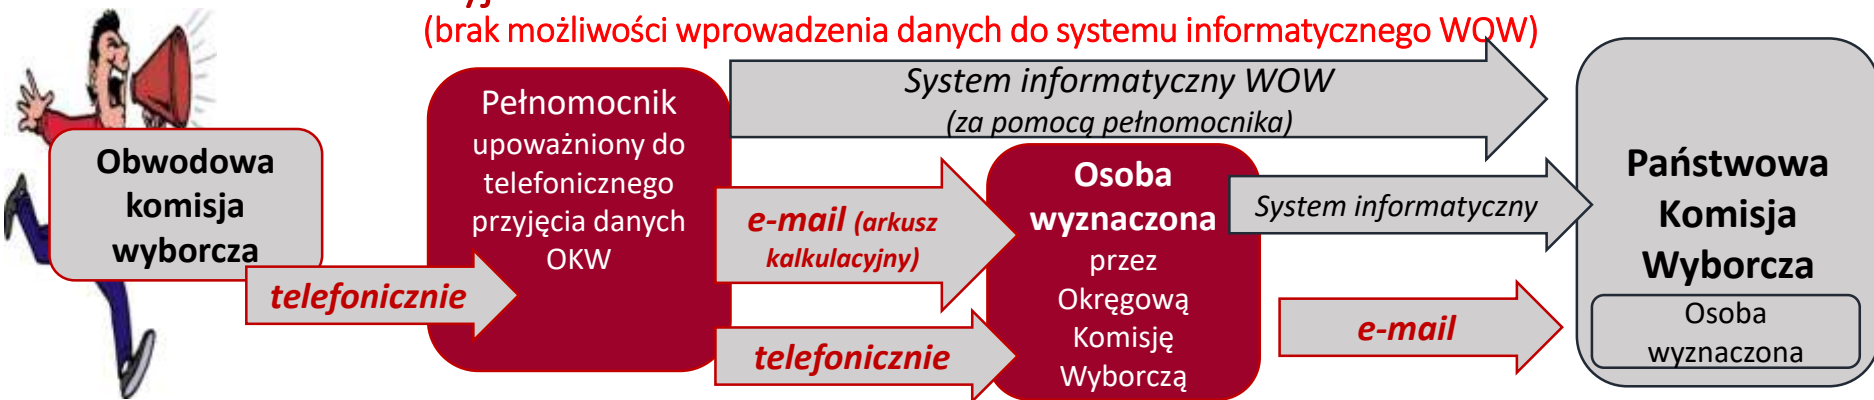 (brak możliwości wprowadzenia danych do systemu informatycznego WOW)
Obwodowa
komisja
wyborcza
telefonicznie
Pełnomocnik
upoważniony do
telefonicznego
przyjęcia danych
OKW
System informatyczny WOW
(za pomocą pełnomocnika)
e-mail (arkusz
kalkulacyjny)
telefonicznie
Osoba
wyznaczona
przez
Okręgową
Komisję
Wyborczą
System informatyczny
e-mail
Państwowa
Komisja
Wyborcza
Osoba
wyznaczona